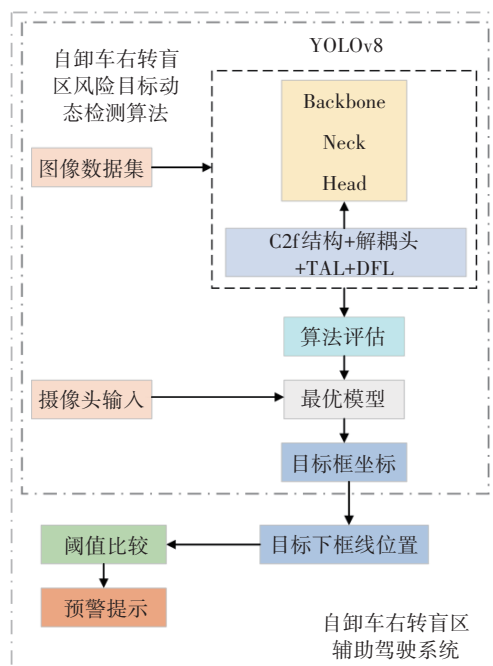 YOLOv8
自卸车右转盲
区风险目标动
态检测算法
Backbone
Neck
Head
图像数据集
C2f结构+解耦头
+TAL+DFL
算法评估
摄像头输入
最优模型
目标框坐标
阈值比较
目标下框线位置
预警提示
自卸车右转盲区
辅助驾驶系统